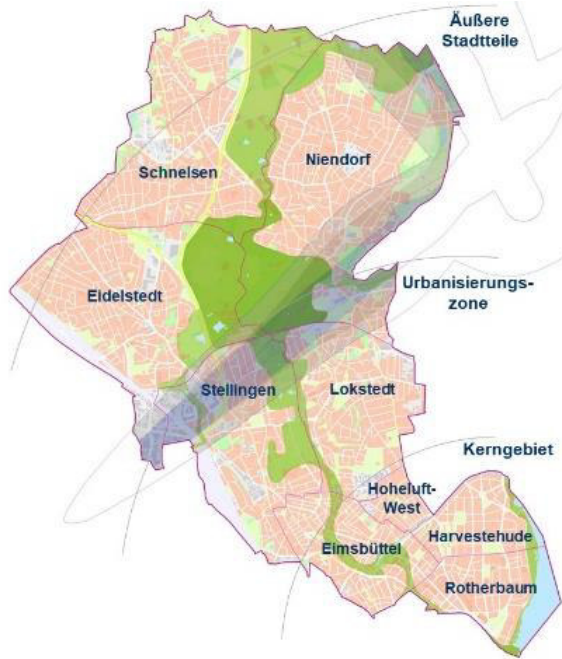 Äußere
Stadtteile
Niendorf
Schnelsen
Urbanisierungs-
zone
Eidelstedt
Stellingen
Lokstedt
Kerngebiet
Hoheluft-
West
Harvestehude
Eimsbüttel
Rotherbaum